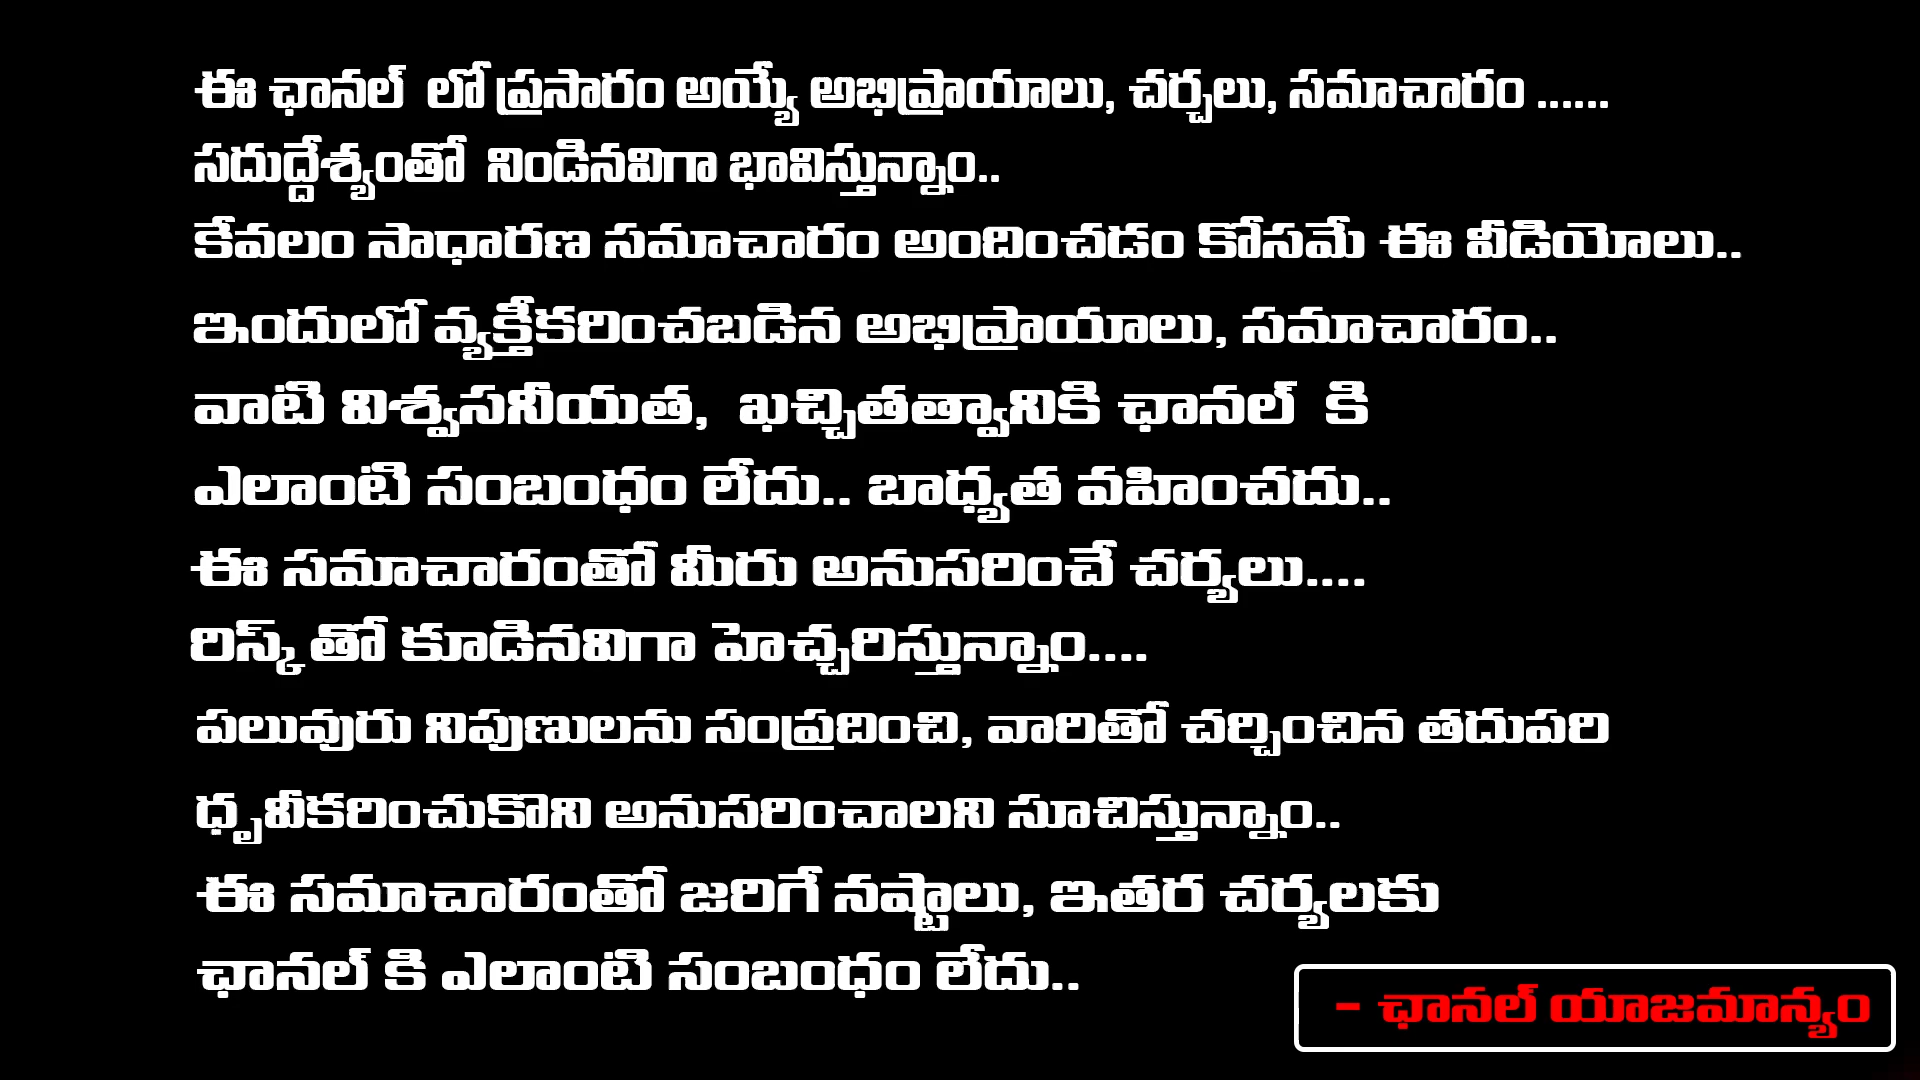 ఈ ఛానల్ లో ప్రసారం అయ్యే అభిప్రాయాలు, చర్చలు, సమాచారం ......
సదుద్దేశ్యంతో నిండినవిగా భావిస్తున్నాం..
కేవలం సాధారణ సమాచారం అందించడం కోసమే ఈ వీడియోలు..
ఇందులో వ్యక్తీకరించబడిన అభిప్రాయాలు, సమాచారం..
వాటి విశ్వసనీయత, ఖచ్చితత్వానికి ఛానల్ కి
ఎలాంటి సంబంధం లేదు.. బాధ్యత వహించదు..
ఈ సమాచారంతో మీరు అనుసరించే చర్యలు....
రిస్క్ తో కూడినవిగా హెచ్చరిస్తున్నాం....
పలువురు నిపుణులను సంప్రదించి, వారితో చర్చించిన తదుపరి
ధృవీకరించుకొని అనుసరించాలని సూచిస్తున్నాం..
ఈ సమాచారంతో జరిగే నష్టాలు, ఇతర చర్యలకు
ఛానల్ కి ఎలాంటి సంబంధం లేదు..
- ఛానల్ యాజమాన్యం